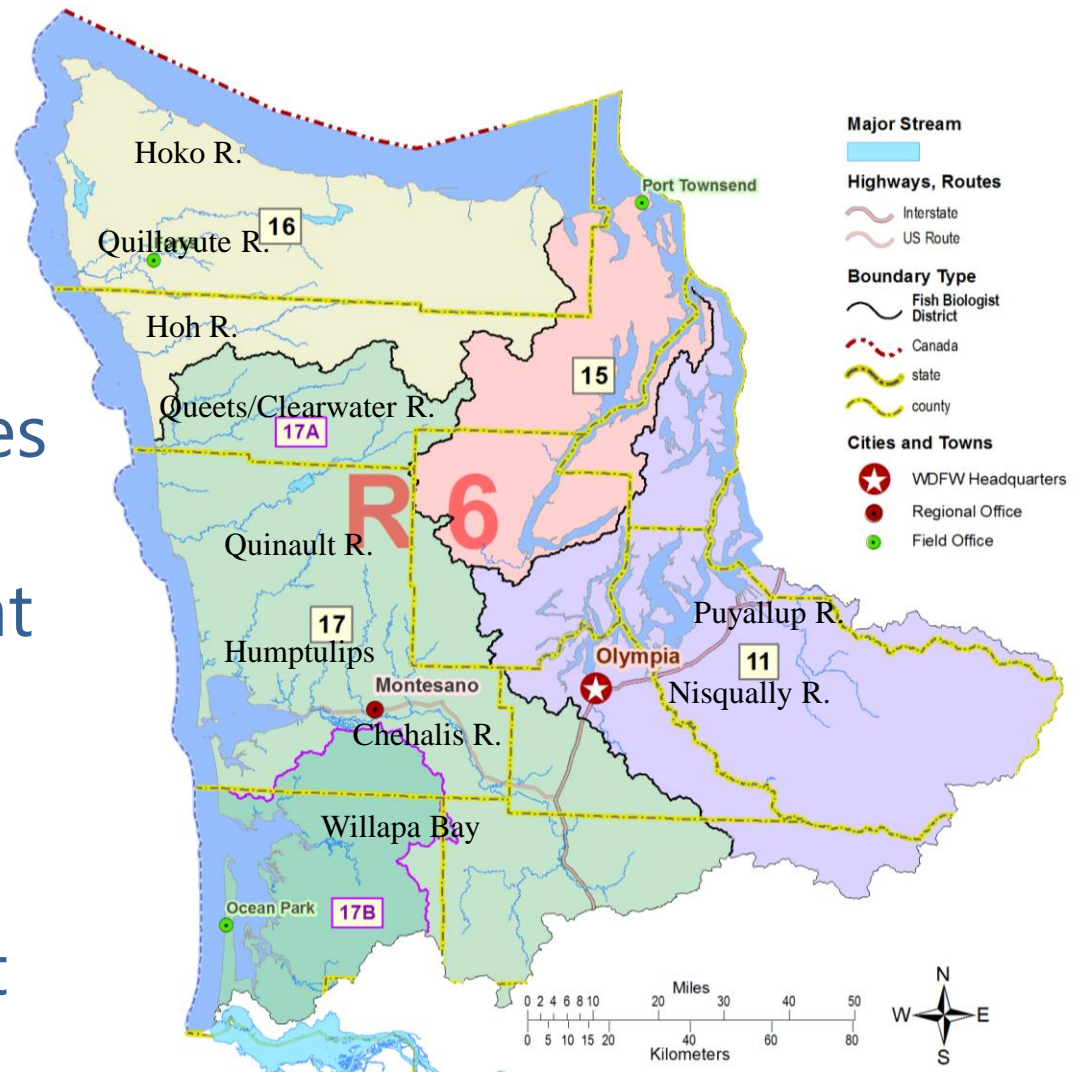 es
nt
t
Hoko R.
16
Quillayute R.
Hoh R.
Port Townsend
15
Queets/Clearwater R.
17A
R 6
Quinault R.
17
Humptulips
Montesano
Chehalis R.
Olympia
Puyallup R.
11
Nisqually R.
Willapa Bay
Ocean Park
17B
Major Stream
Highways, Routes
Interstate
US Route
Boundary Type
Fish Biologist
District
Canada
state
county
Cities and Towns
WDFW Headquarters
Regional Office
Field Office
Miles
0 2 4 6 8 10 20 30 40 50
0 5 10 15 20 40 60 80
Kilometers
N
W E
S